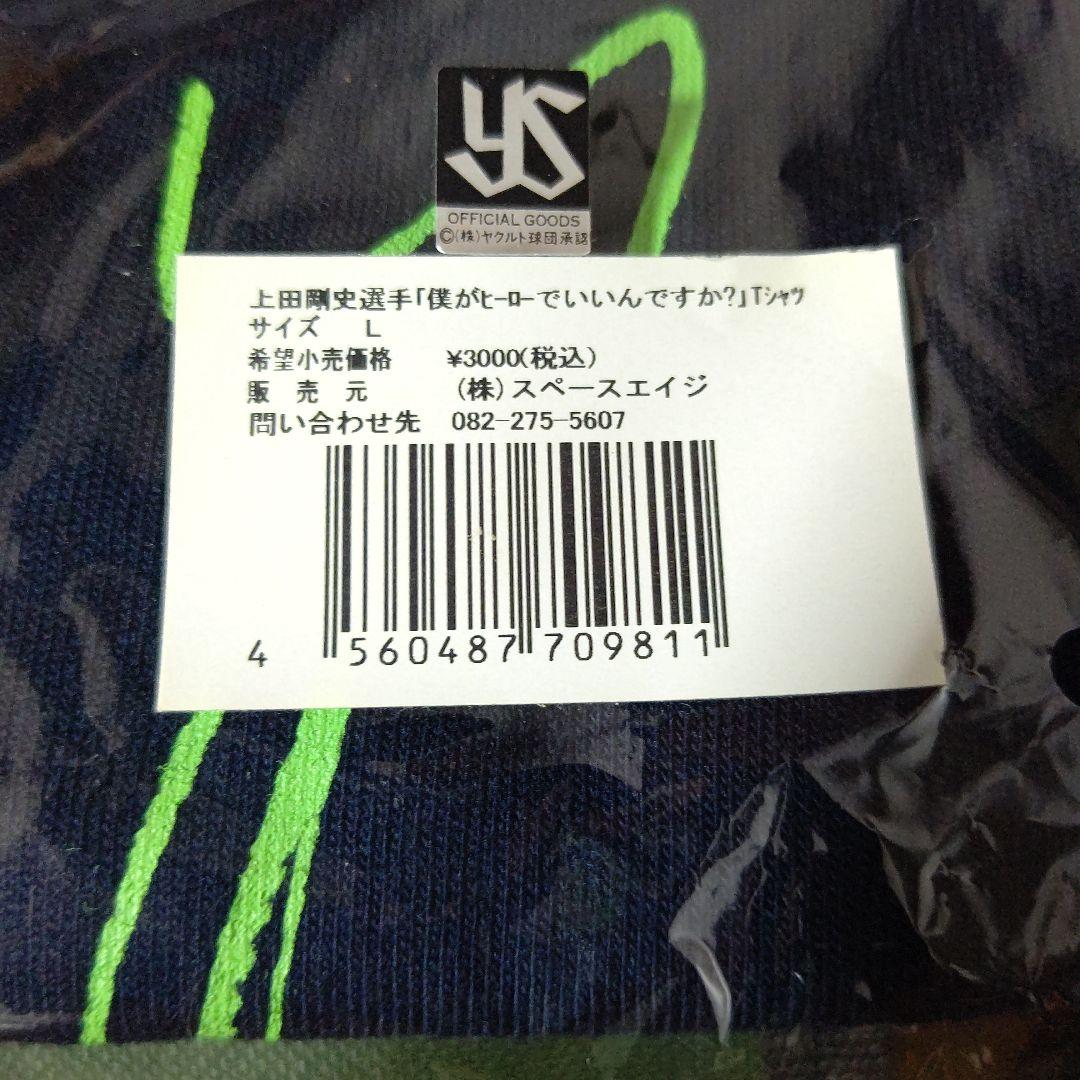 YS
OFFICIAL GOODS
©(株)ヤクルト球団承認
上田剛史選手「僕がﾋｰﾛｰでいいんですか?」Tｼｬﾂ
サイズ L
希望小売価格 ¥3000(税込)
販売元 (株)スペースエイジ
問い合わせ先 082-275-5607
4 560487 709811